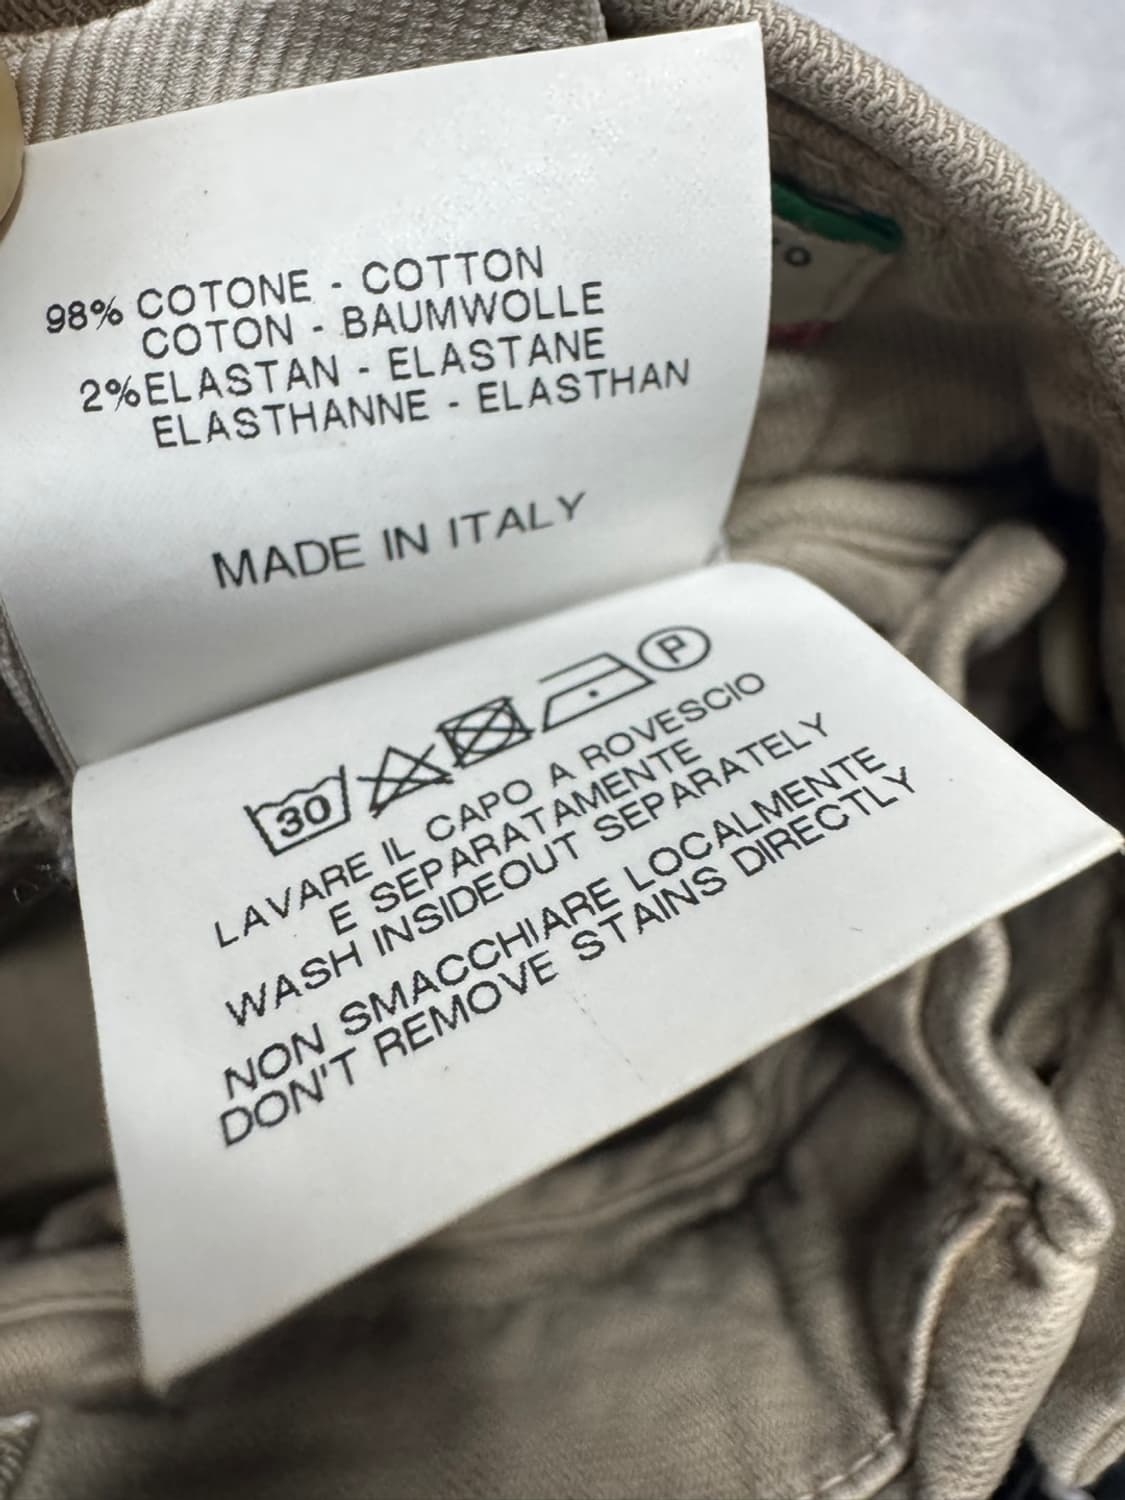 98% COTONE - COTTON
COTON - BAUMWOLLE
2% ELASTAN - ELASTANE
ELASTHANNE - ELASTHAN
MADE IN ITALY
30 P
LAVARE IL CAPO A ROVESCIO
E SEPARATAMENTE
WASH INSIDEOUT SEPARATELY
NON SMACCHIARE LOCALMENTE
DON'T REMOVE STAINS DIRECTLY